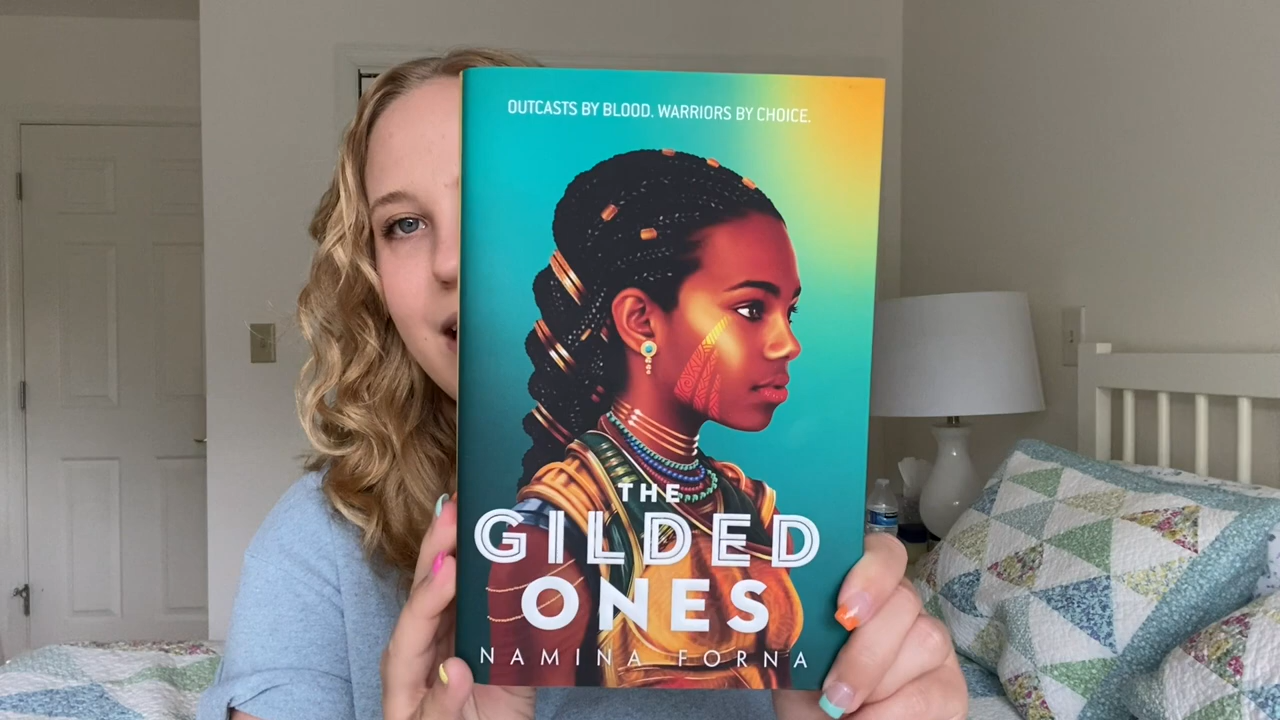 OUTCASTS BY BLOOD. WARRIORS BY CHOICE.
THE
GILDED
ONES
NAMINA FORNA